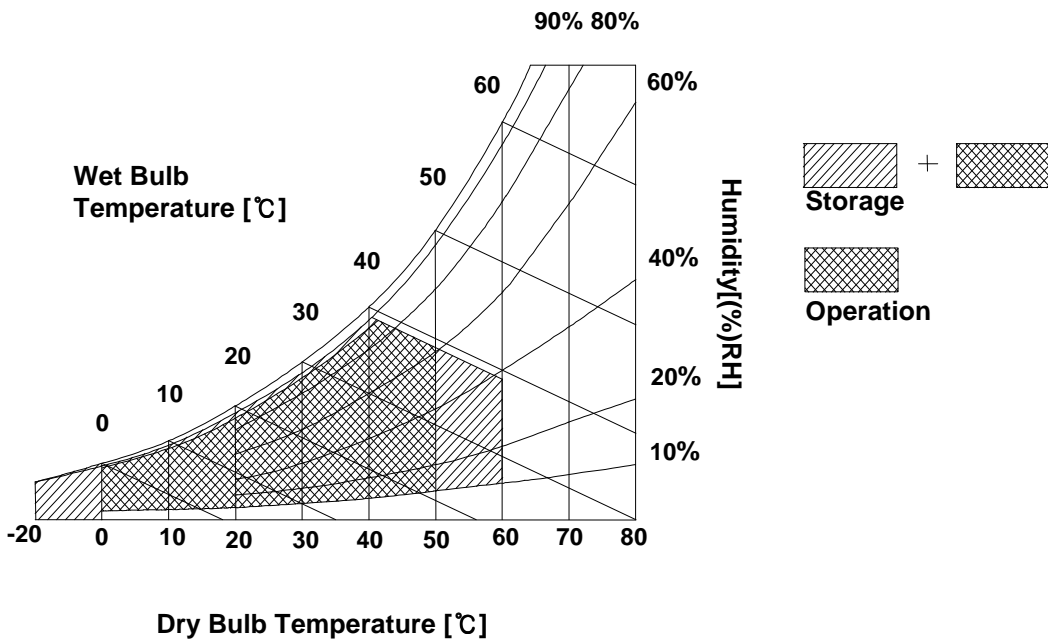 90% 80%
60
60%
50
Wet Bulb
Temperature [℃]
Humidity[(%)RH]
+
Storage
40
40%
30
Operation
20
20%
10
10%
0
-20 0 10 20 30 40 50 60 70 80
Dry Bulb Temperature [℃]